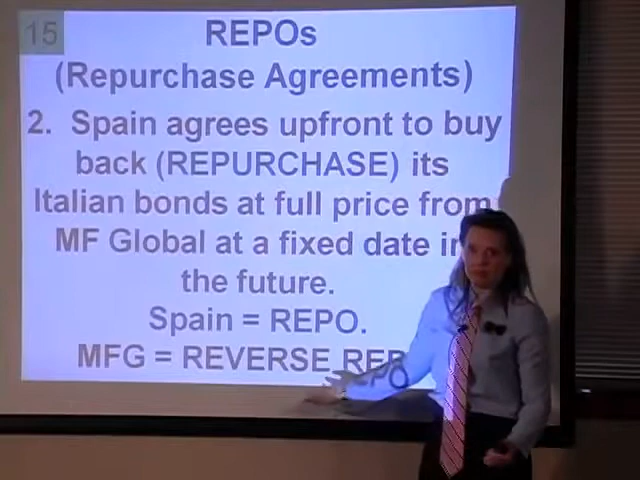 15
REPOs
(Repurchase Agreements)
2. Spain agrees upfront to buy
back (REPURCHASE) its
Italian bonds at full price from
MF Global at a fixed date in
the future.
Spain = REPO.
MFG = REVERSE REPO